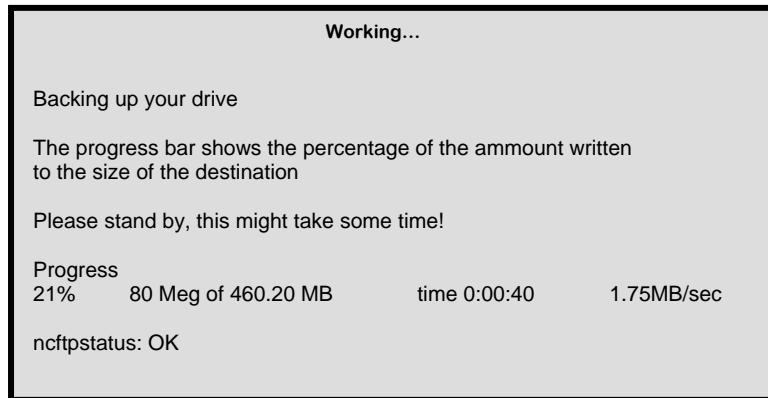 Working...
Backing up your drive
The progress bar shows the percentage of the ammount written
to the size of the destination
Please stand by, this might take some time!
Progress
21% 80 Meg of 460.20 MB time 0:00:40 1.75MB/sec
ncftpstatus: OK